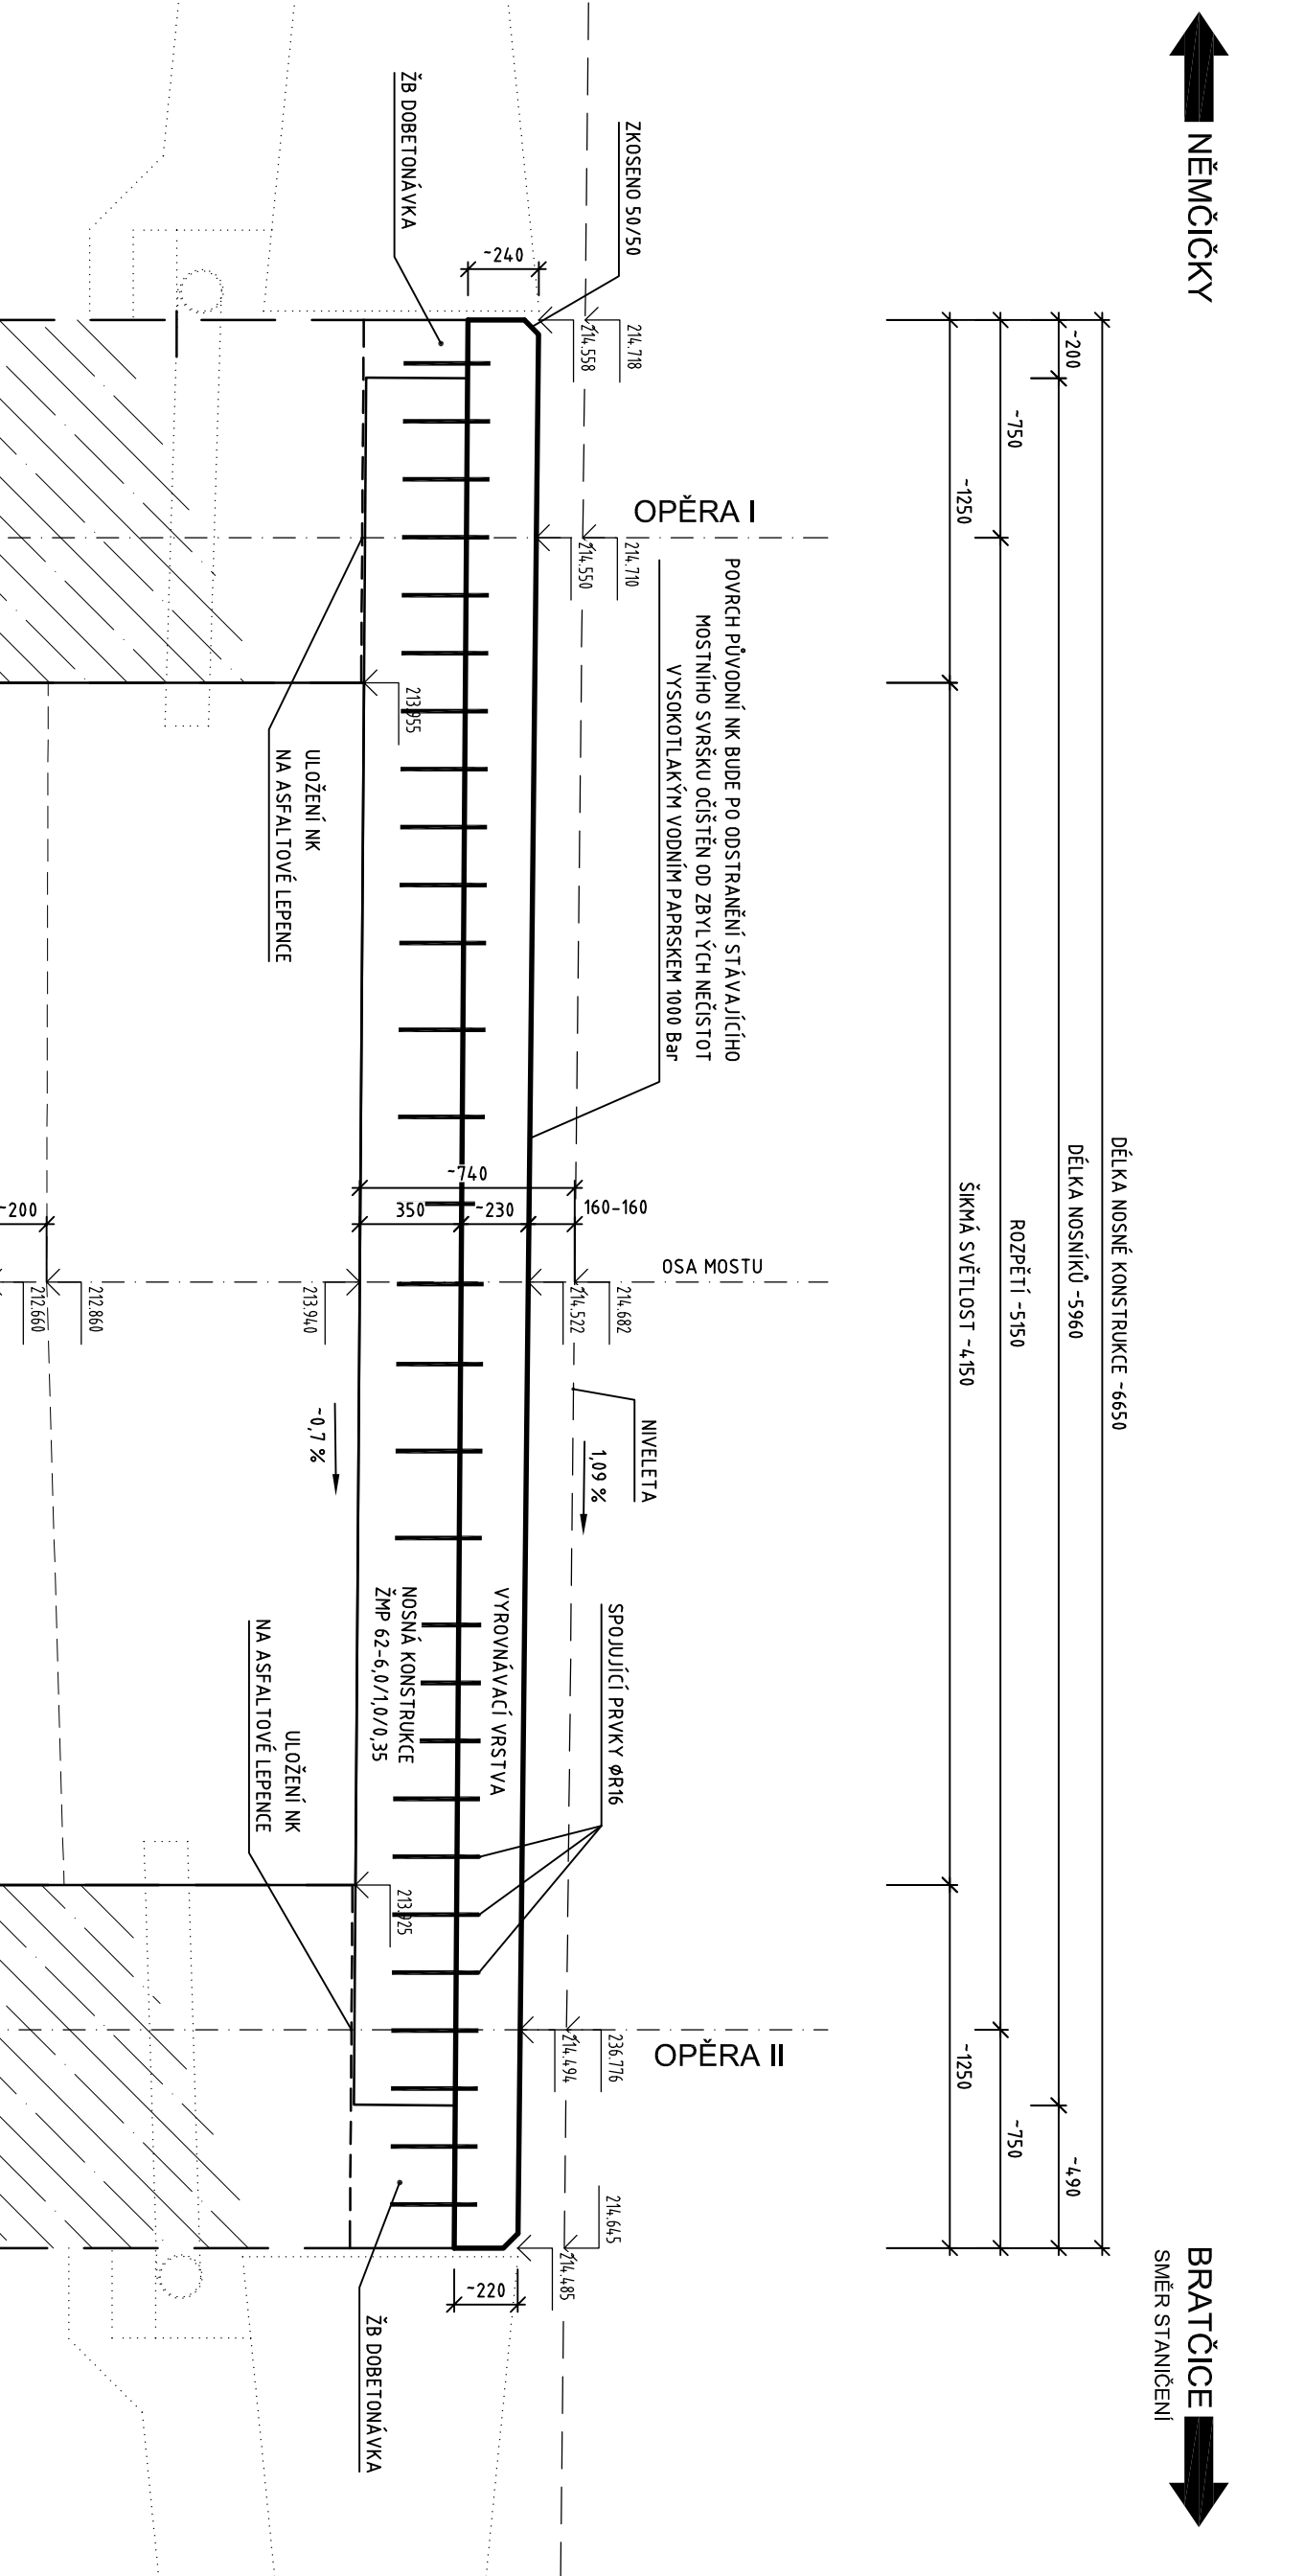 NĚMČIČKY
BRATČICE
SMĚR STANIČENÍ
DÉLKA NOSNÉ KONSTRUKCE ~6650
~200
DÉLKA NOSNÍKŮ ~5960
~490
~750
ROZPĚTÍ ~5150
~750
~1250
ŠIKMÁ SVĚTLOST ~4150
~1250
OPĚRA I
OSA MOSTU
OPĚRA II
POVRCH PŮVODNÍ NK BUDE PO ODSTRANĚNÍ STÁVAJÍCÍHO
MOSTNÍHO SVRŠKU OČIŠTĚN OD ZBYLÝCH NEČISTOT
VYSOKOTLAKÝM VODNÍM PAPRSKEM 1000 Bar
ZKOSENO 50/50
NIVELETA
1,09 %
SPOJUJÍCÍ PRVKY ØR16
214.718
214.558
214.710
214.550
214.682
214.522
236.776
214.494
214.645
214.485
160-160
~240
~740
350
~230
~220
VYROVNÁVACÍ VRSTVA
NOSNÁ KONSTRUKCE
ŽMP 62-6,0/1,0/0,35
ŽB DOBETONÁVKA
ŽB DOBETONÁVKA
213.955
213.940
213.925
~0,7 %
ULOŽENÍ NK
NA ASFALTOVÉ LEPENCE
ULOŽENÍ NK
NA ASFALTOVÉ LEPENCE
212.860
212.660
~200